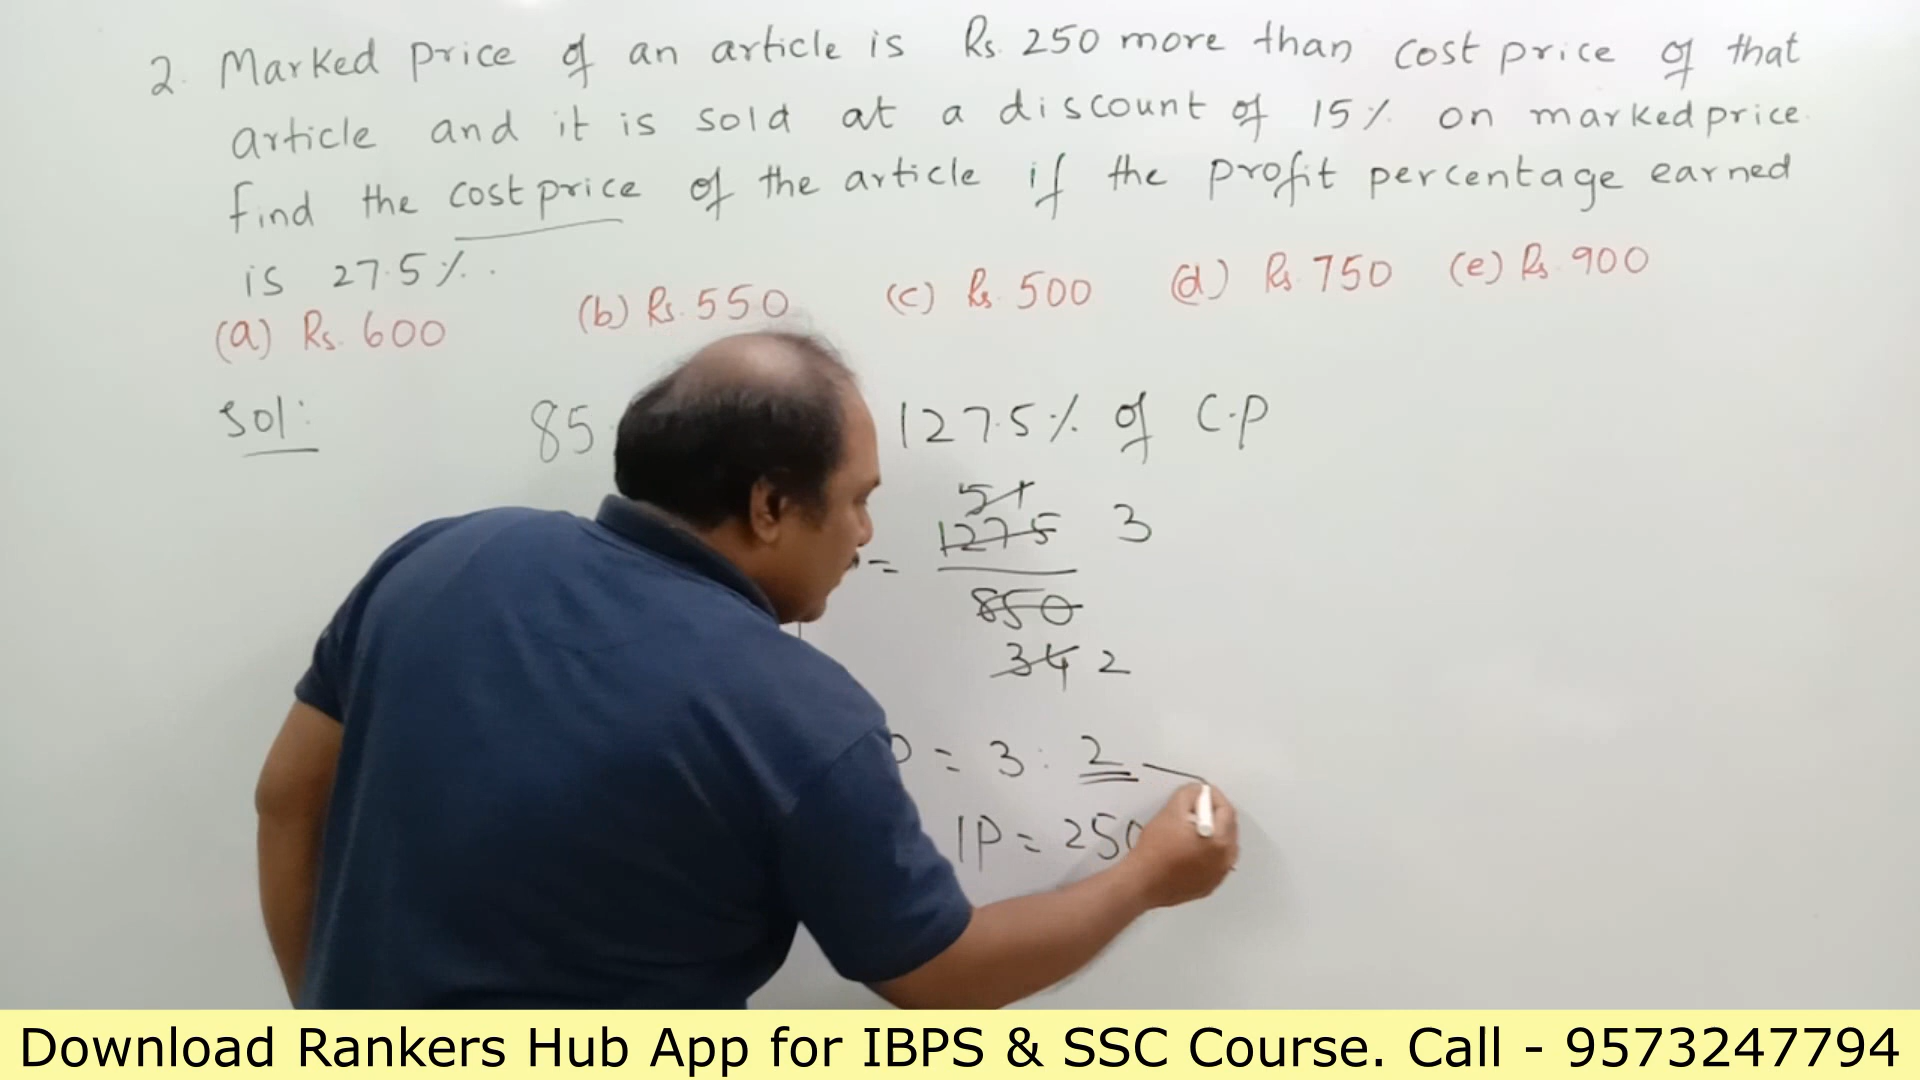 2. Marked price of an article is Rs. 250 more than cost price of that
article and it is sold at a discount of 15% on marked price.
find the cost price of the article if the profit percentage earned
is 27.5%.
(a) Rs. 600 (b) Rs. 550 (c) Rs. 500 (d) Rs. 750 (e) Rs. 900
Sol: 85 127.5% of C.P
51
= 1275 3
850
34 2
= 3 : 2
1P = 250
Download Rankers Hub App for IBPS & SSC Course. Call - 9573247794